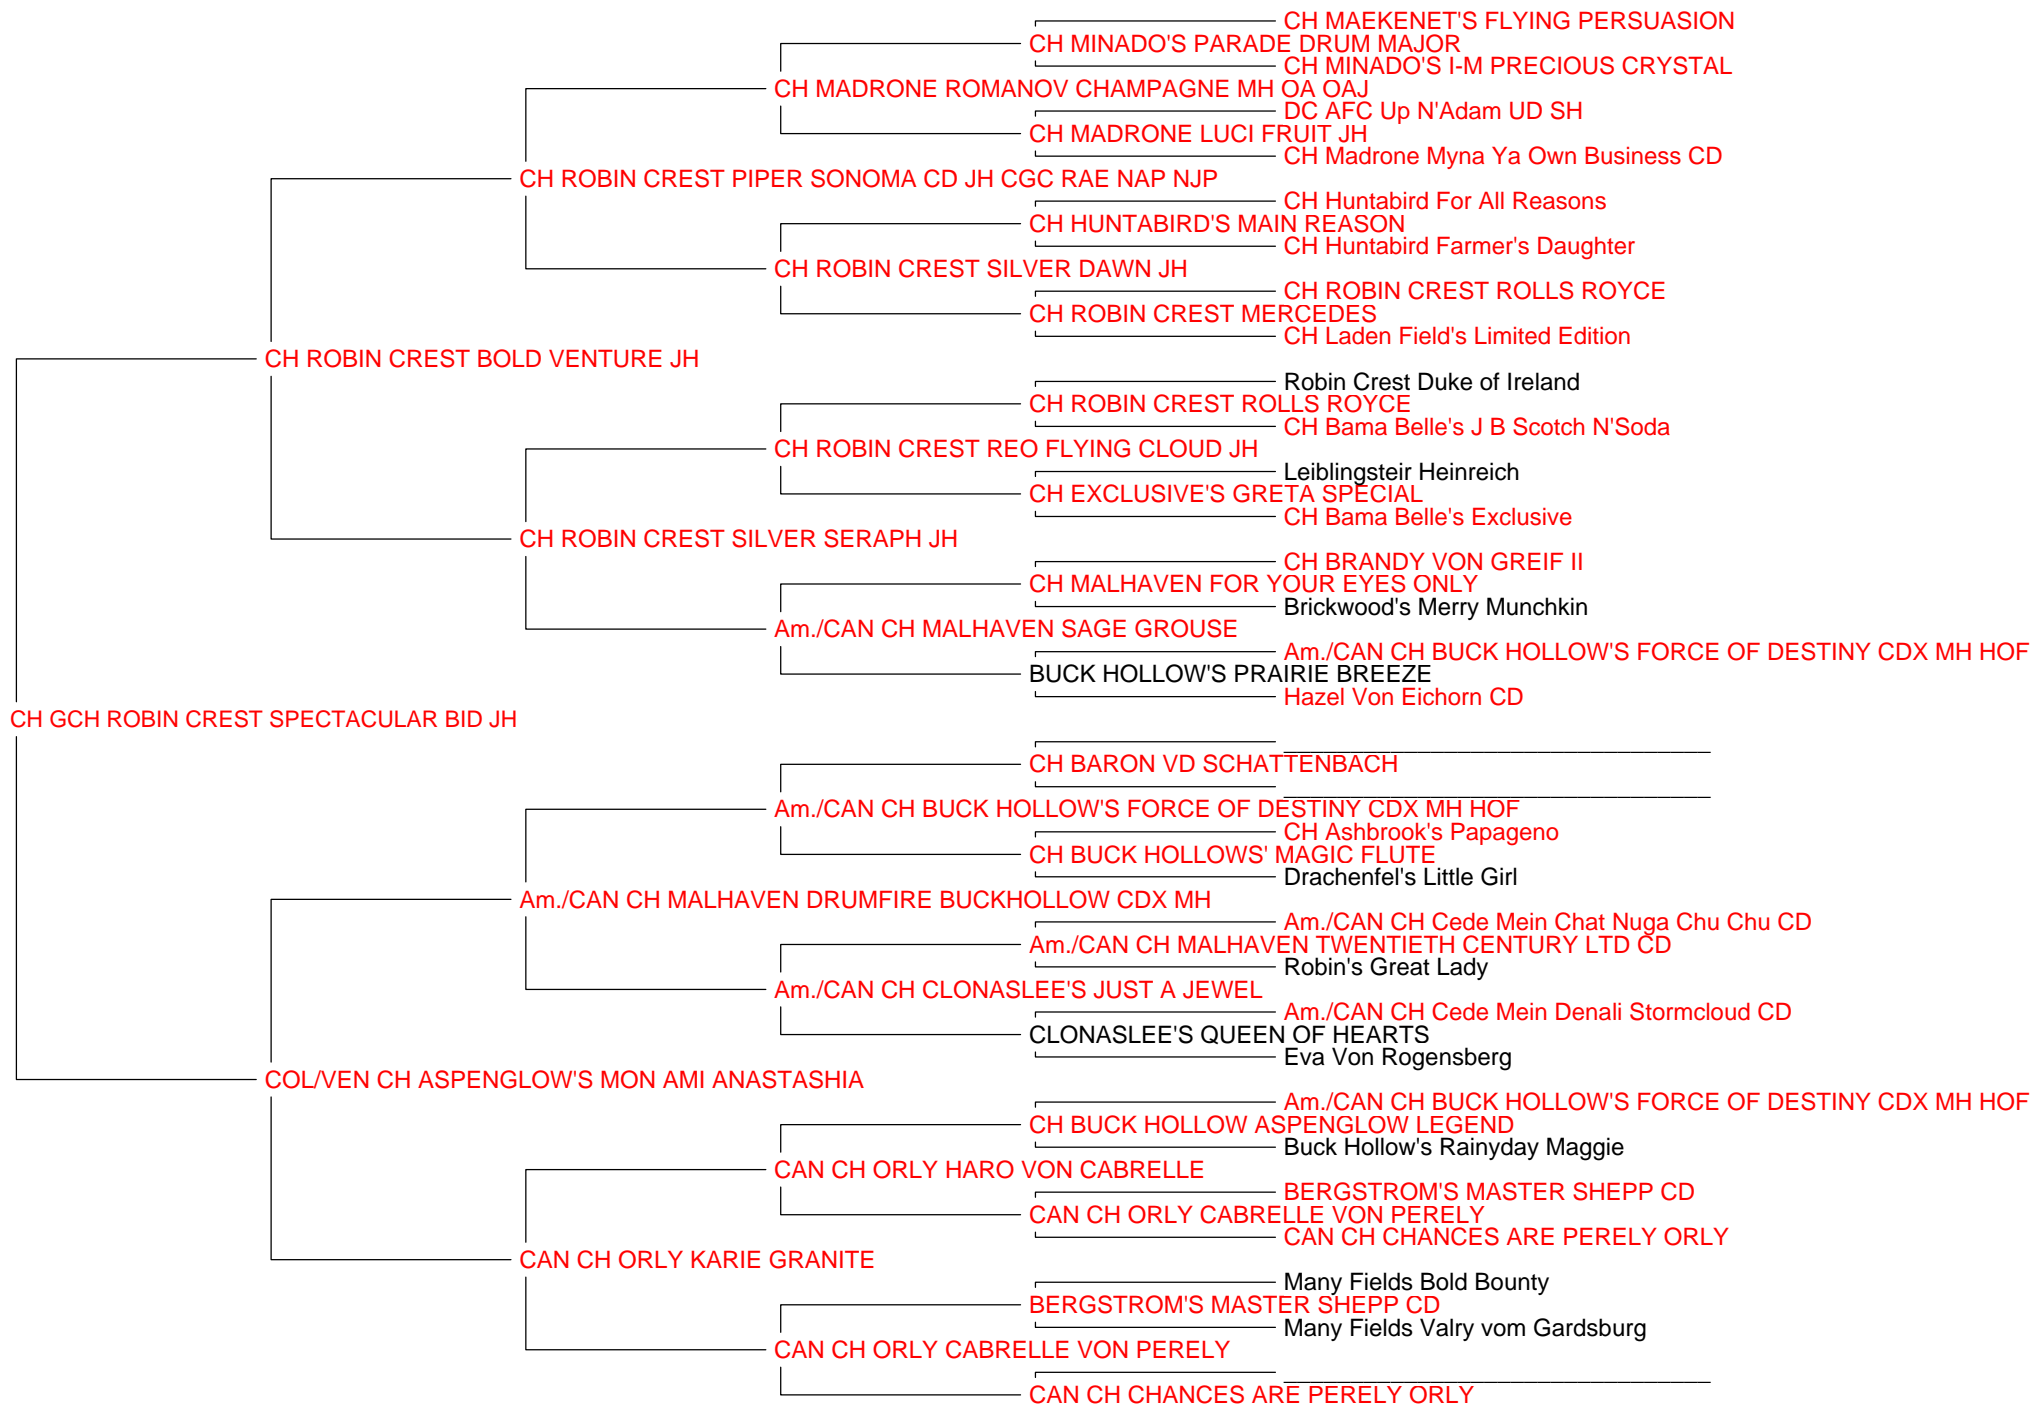 CH MAEKENET'S FLYING PERSUASION
CH MINADO'S PARADE DRUM MAJOR
CH MINADO'S I-M PRECIOUS CRYSTAL
CH MADRONE ROMANOV CHAMPAGNE MH OA OAJ
DC AFC Up N'Adam UD SH
CH MADRONE LUCI FRUIT JH
CH Madrone Myna Ya Own Business CD
CH ROBIN CREST PIPER SONOMA CD JH CGC RAE NAP NJP
CH Huntabird For All Reasons
CH HUNTABIRD'S MAIN REASON
CH Huntabird Farmer's Daughter
CH ROBIN CREST SILVER DAWN JH
CH ROBIN CREST ROLLS ROYCE
CH ROBIN CREST MERCEDES
CH Laden Field's Limited Edition
CH ROBIN CREST BOLD VENTURE JH
Robin Crest Duke of Ireland
CH ROBIN CREST ROLLS ROYCE
CH Bama Belle's J B Scotch N'Soda
CH ROBIN CREST REO FLYING CLOUD JH
Leiblingsteir Heinreich
CH EXCLUSIVE'S GRETA SPECIAL
CH Bama Belle's Exclusive
CH ROBIN CREST SILVER SERAPH JH
CH BRANDY VON GREIF II
CH MALHAVEN FOR YOUR EYES ONLY
Brickwood's Merry Munchkin
Am./CAN CH MALHAVEN SAGE GROUSE
Am./CAN CH BUCK HOLLOW'S FORCE OF DESTINY CDX MH HOF
BUCK HOLLOW'S PRAIRIE BREEZE
Hazel Von Eichorn CD
CH GCH ROBIN CREST SPECTACULAR BID JH
CH BARON VD SCHATTENBACH
Am./CAN CH BUCK HOLLOW'S FORCE OF DESTINY CDX MH HOF
CH Ashbrook's Papageno
CH BUCK HOLLOWS' MAGIC FLUTE
Drachenfel's Little Girl
Am./CAN CH MALHAVEN DRUMFIRE BUCKHOLLOW CDX MH
Am./CAN CH Cede Mein Chat Nuga Chu Chu CD
Am./CAN CH MALHAVEN TWENTIETH CENTURY LTD CD
Robin's Great Lady
Am./CAN CH CLONASLEE'S JUST A JEWEL
Am./CAN CH Cede Mein Denali Stormcloud CD
CLONASLEE'S QUEEN OF HEARTS
Eva Von Rogensberg
COL/VEN CH ASPENGLOW'S MON AMI ANASTASHIA
Am./CAN CH BUCK HOLLOW'S FORCE OF DESTINY CDX MH HOF
CH BUCK HOLLOW ASPENGLOW LEGEND
Buck Hollow's Rainyday Maggie
CAN CH ORLY HARO VON CABRELLE
BERGSTROM'S MASTER SHEPP CD
CAN CH ORLY CABRELLE VON PERELY
CAN CH CHANCES ARE PERELY ORLY
CAN CH ORLY KARIE GRANITE
Many Fields Bold Bounty
BERGSTROM'S MASTER SHEPP CD
Many Fields Valry vom Gardsburg
CAN CH ORLY CABRELLE VON PERELY
CAN CH CHANCES ARE PERELY ORLY